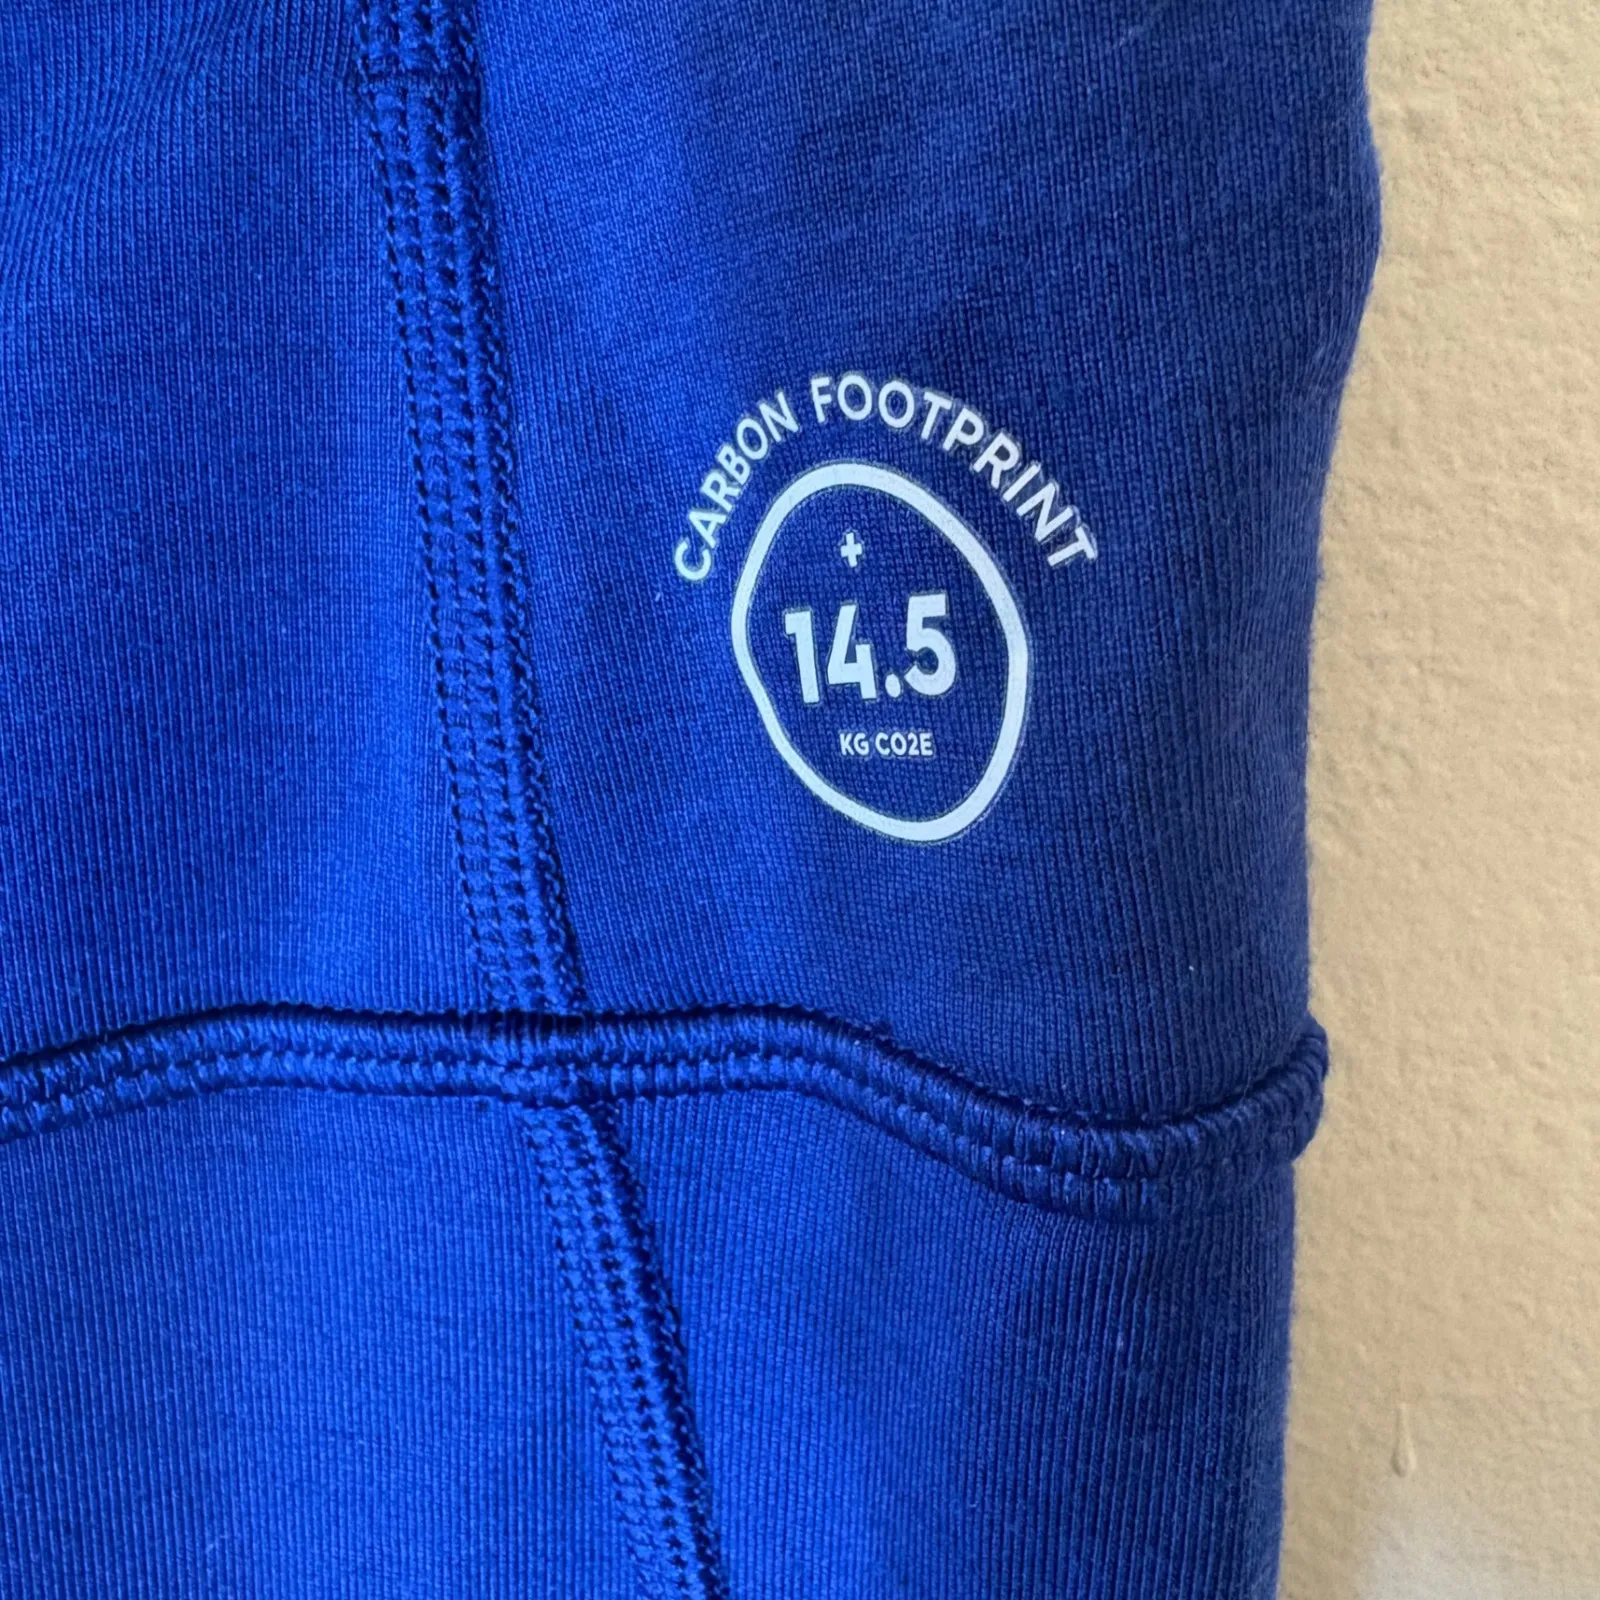 CARBON FOOTPRINT
+
14.5
KG CO2E